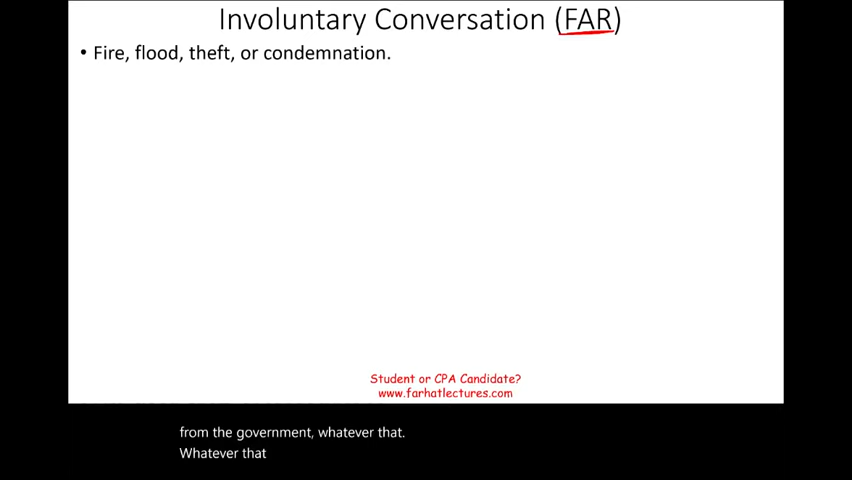 Involuntary Conversation (FAR)
• Fire, flood, theft, or condemnation.
Student or CPA Candidate?
www.farhatlectures.com
from the government, whatever that.
Whatever that